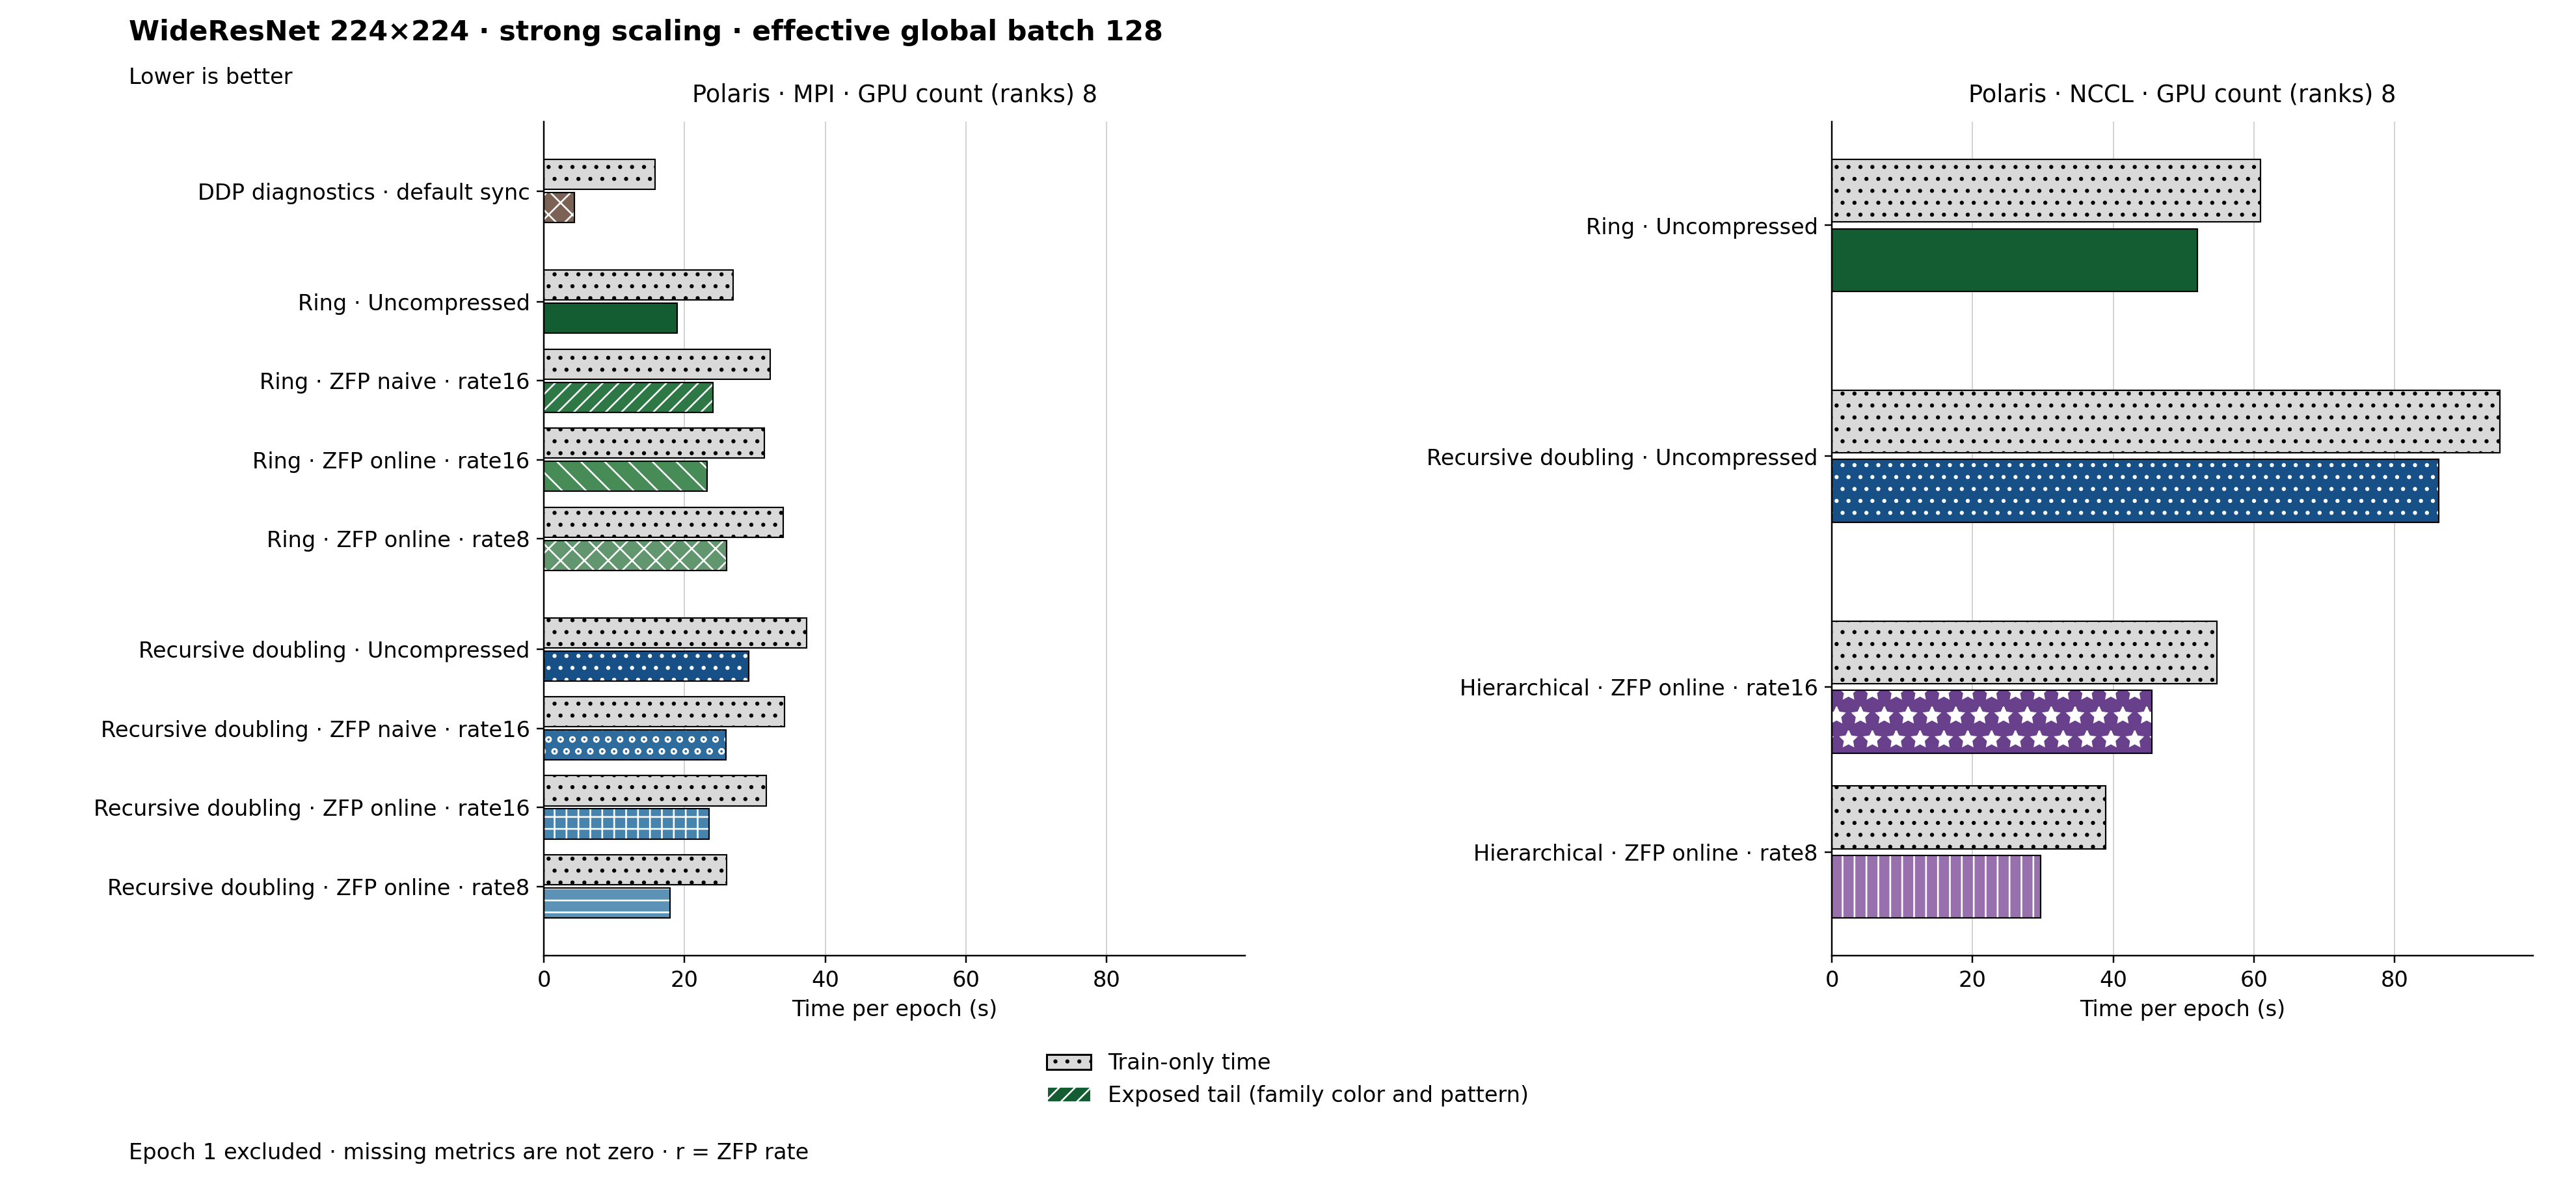 WideResNet 224×224 · strong scaling · effective global batch 128
Lower is better
Polaris · MPI · GPU count (ranks) 8
DDP diagnostics · default sync
Ring · Uncompressed
Ring · ZFP naive · rate16
Ring · ZFP online · rate16
Ring · ZFP online · rate8
Recursive doubling · Uncompressed
Recursive doubling · ZFP naive · rate16
Recursive doubling · ZFP online · rate16
Recursive doubling · ZFP online · rate8
0 20 40 60 80
Time per epoch (s)
Polaris · NCCL · GPU count (ranks) 8
Ring · Uncompressed
Recursive doubling · Uncompressed
Hierarchical · ZFP online · rate16
Hierarchical · ZFP online · rate8
0 20 40 60 80
Time per epoch (s)
Train-only time
Exposed tail (family color and pattern)
Epoch 1 excluded · missing metrics are not zero · r = ZFP rate